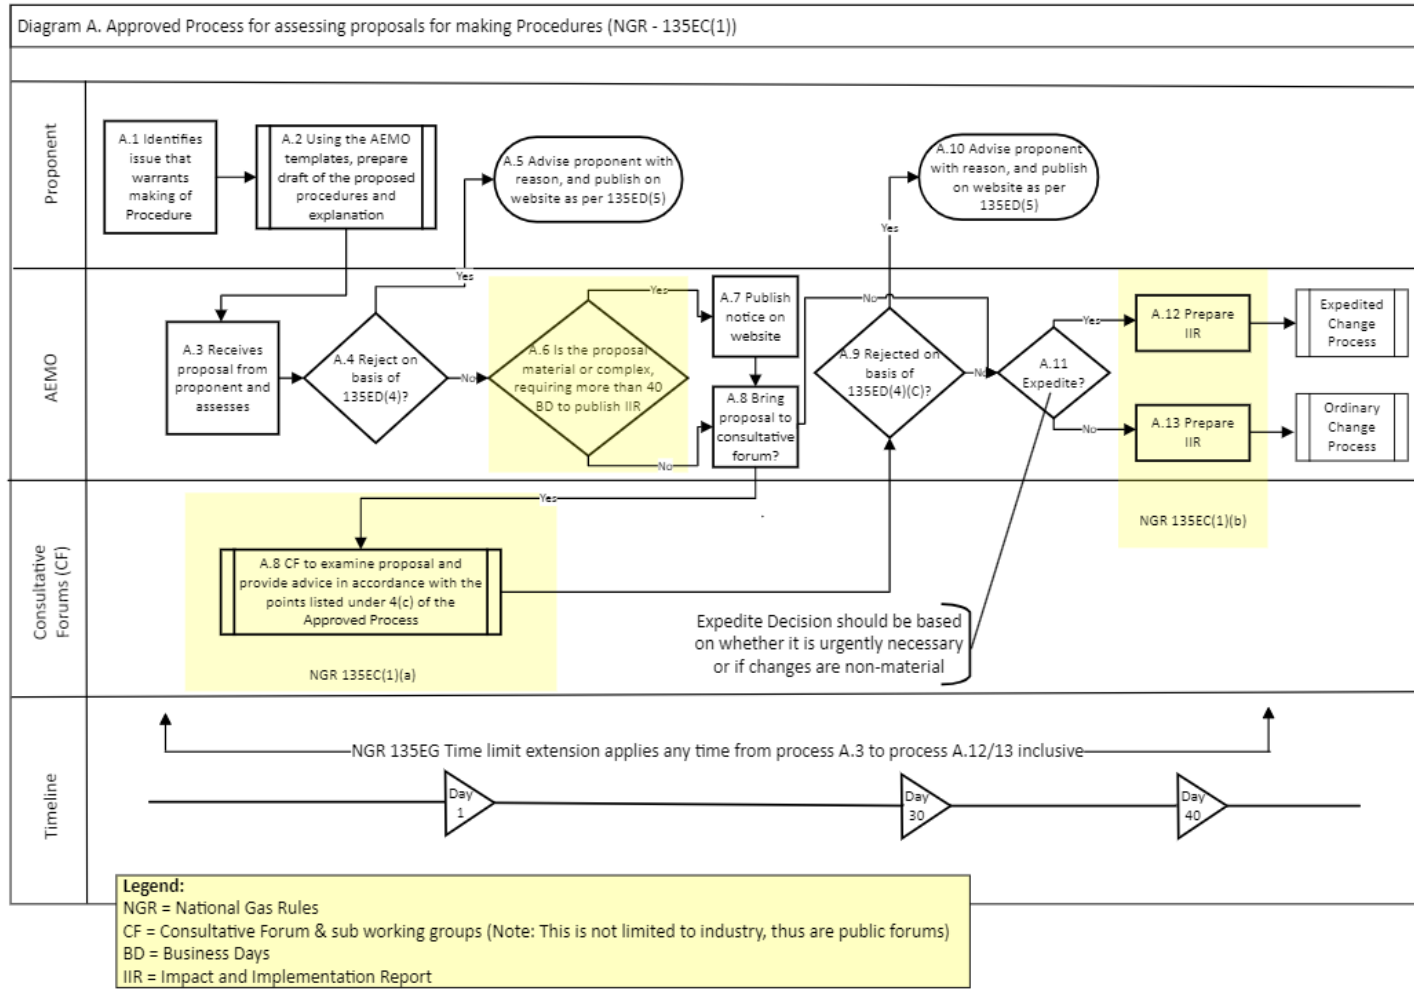 Diagram A. Approved Process for assessing proposals for making Procedures (NGR - 135EC(1))
Proponent
A.1 Identifies
issue that
warrants
making of
Procedure
A.2 Using the AEMO
templates, prepare
draft of the proposed
procedures and
explanation
A.5 Advise proponent with
reason, and publish on
website as per 135ED(5)
A.10 Advise proponent
with reason, and publish
on website as per
135ED(5)
Yes
Yes
AEMO
A.3 Receives
proposal from
proponent and
assesses
A.4 Reject on
basis of
135ED(4)?
No
A.6 Is the proposal
material or complex,
requiring more than 40
BD to publish IIR
Yes
No
A.7 Publish
notice on
website
A.8 Bring
proposal to
consultative
forum?
No
A.9 Rejected on
basis of
135ED(4)(C)?
No
A.11
Expedite?
Yes
No
A.12 Prepare
IIR
A.13 Prepare
IIR
Expedited
Change
Process
Ordinary
Change
Process
NGR 135EC(1)(b)
Consultative
Forums (CF)
Yes
A.8 CF to examine proposal and
provide advice in accordance with the
points listed under 4(c) of the
Approved Process
NGR 135EC(1)(a)
Expedite Decision should be based
on whether it is urgently necessary
or if changes are non-material
Timeline
NGR 135EG Time limit extension applies any time from process A.3 to process A.12/13 inclusive
Day
1
Day
30
Day
40
Legend:
NGR = National Gas Rules
CF = Consultative Forum & sub working groups (Note: This is not limited to industry, thus are public forums)
BD = Business Days
IIR = Impact and Implementation Report